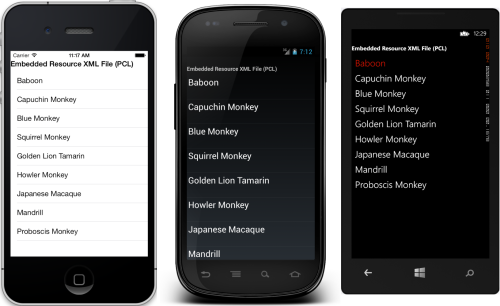 Carrier 11:17 AM
Embedded Resource XML File (PCL)
Baboon
Capuchin Monkey
Blue Monkey
Squirrel Monkey
Golden Lion Tamarin
Howler Monkey
Japanese Macaque
Mandrill
Proboscis Monkey
7:12
Embedded Resource XML File (PCL)
Baboon
Capuchin Monkey
Blue Monkey
Squirrel Monkey
Golden Lion Tamarin
Howler Monkey
Japanese Macaque
Mandrill
12:29
Embedded Resource XML File (PCL)
Baboon
Capuchin Monkey
Blue Monkey
Squirrel Monkey
Golden Lion Tamarin
Howler Monkey
Japanese Macaque
Mandrill
Proboscis Monkey